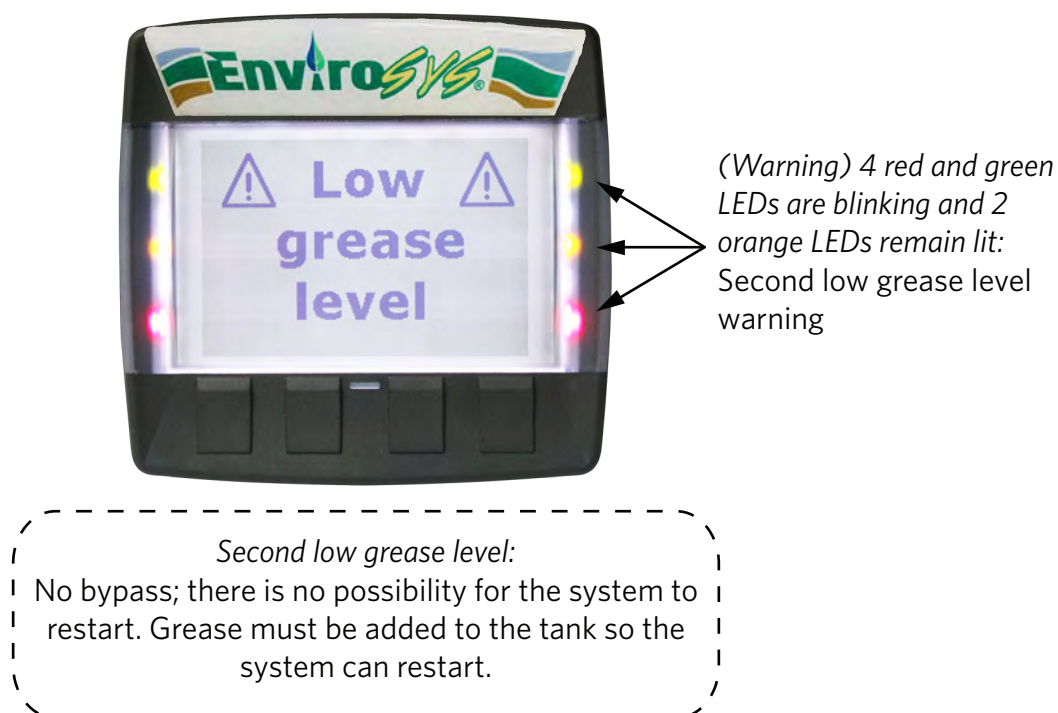 EnviroSYS®
Low
grease
level
(Warning) 4 red and green
LEDs are blinking and 2
orange LEDs remain lit:
Second low grease level
warning
Second low grease level:
No bypass; there is no possibility for the system to
restart. Grease must be added to the tank so the
system can restart.